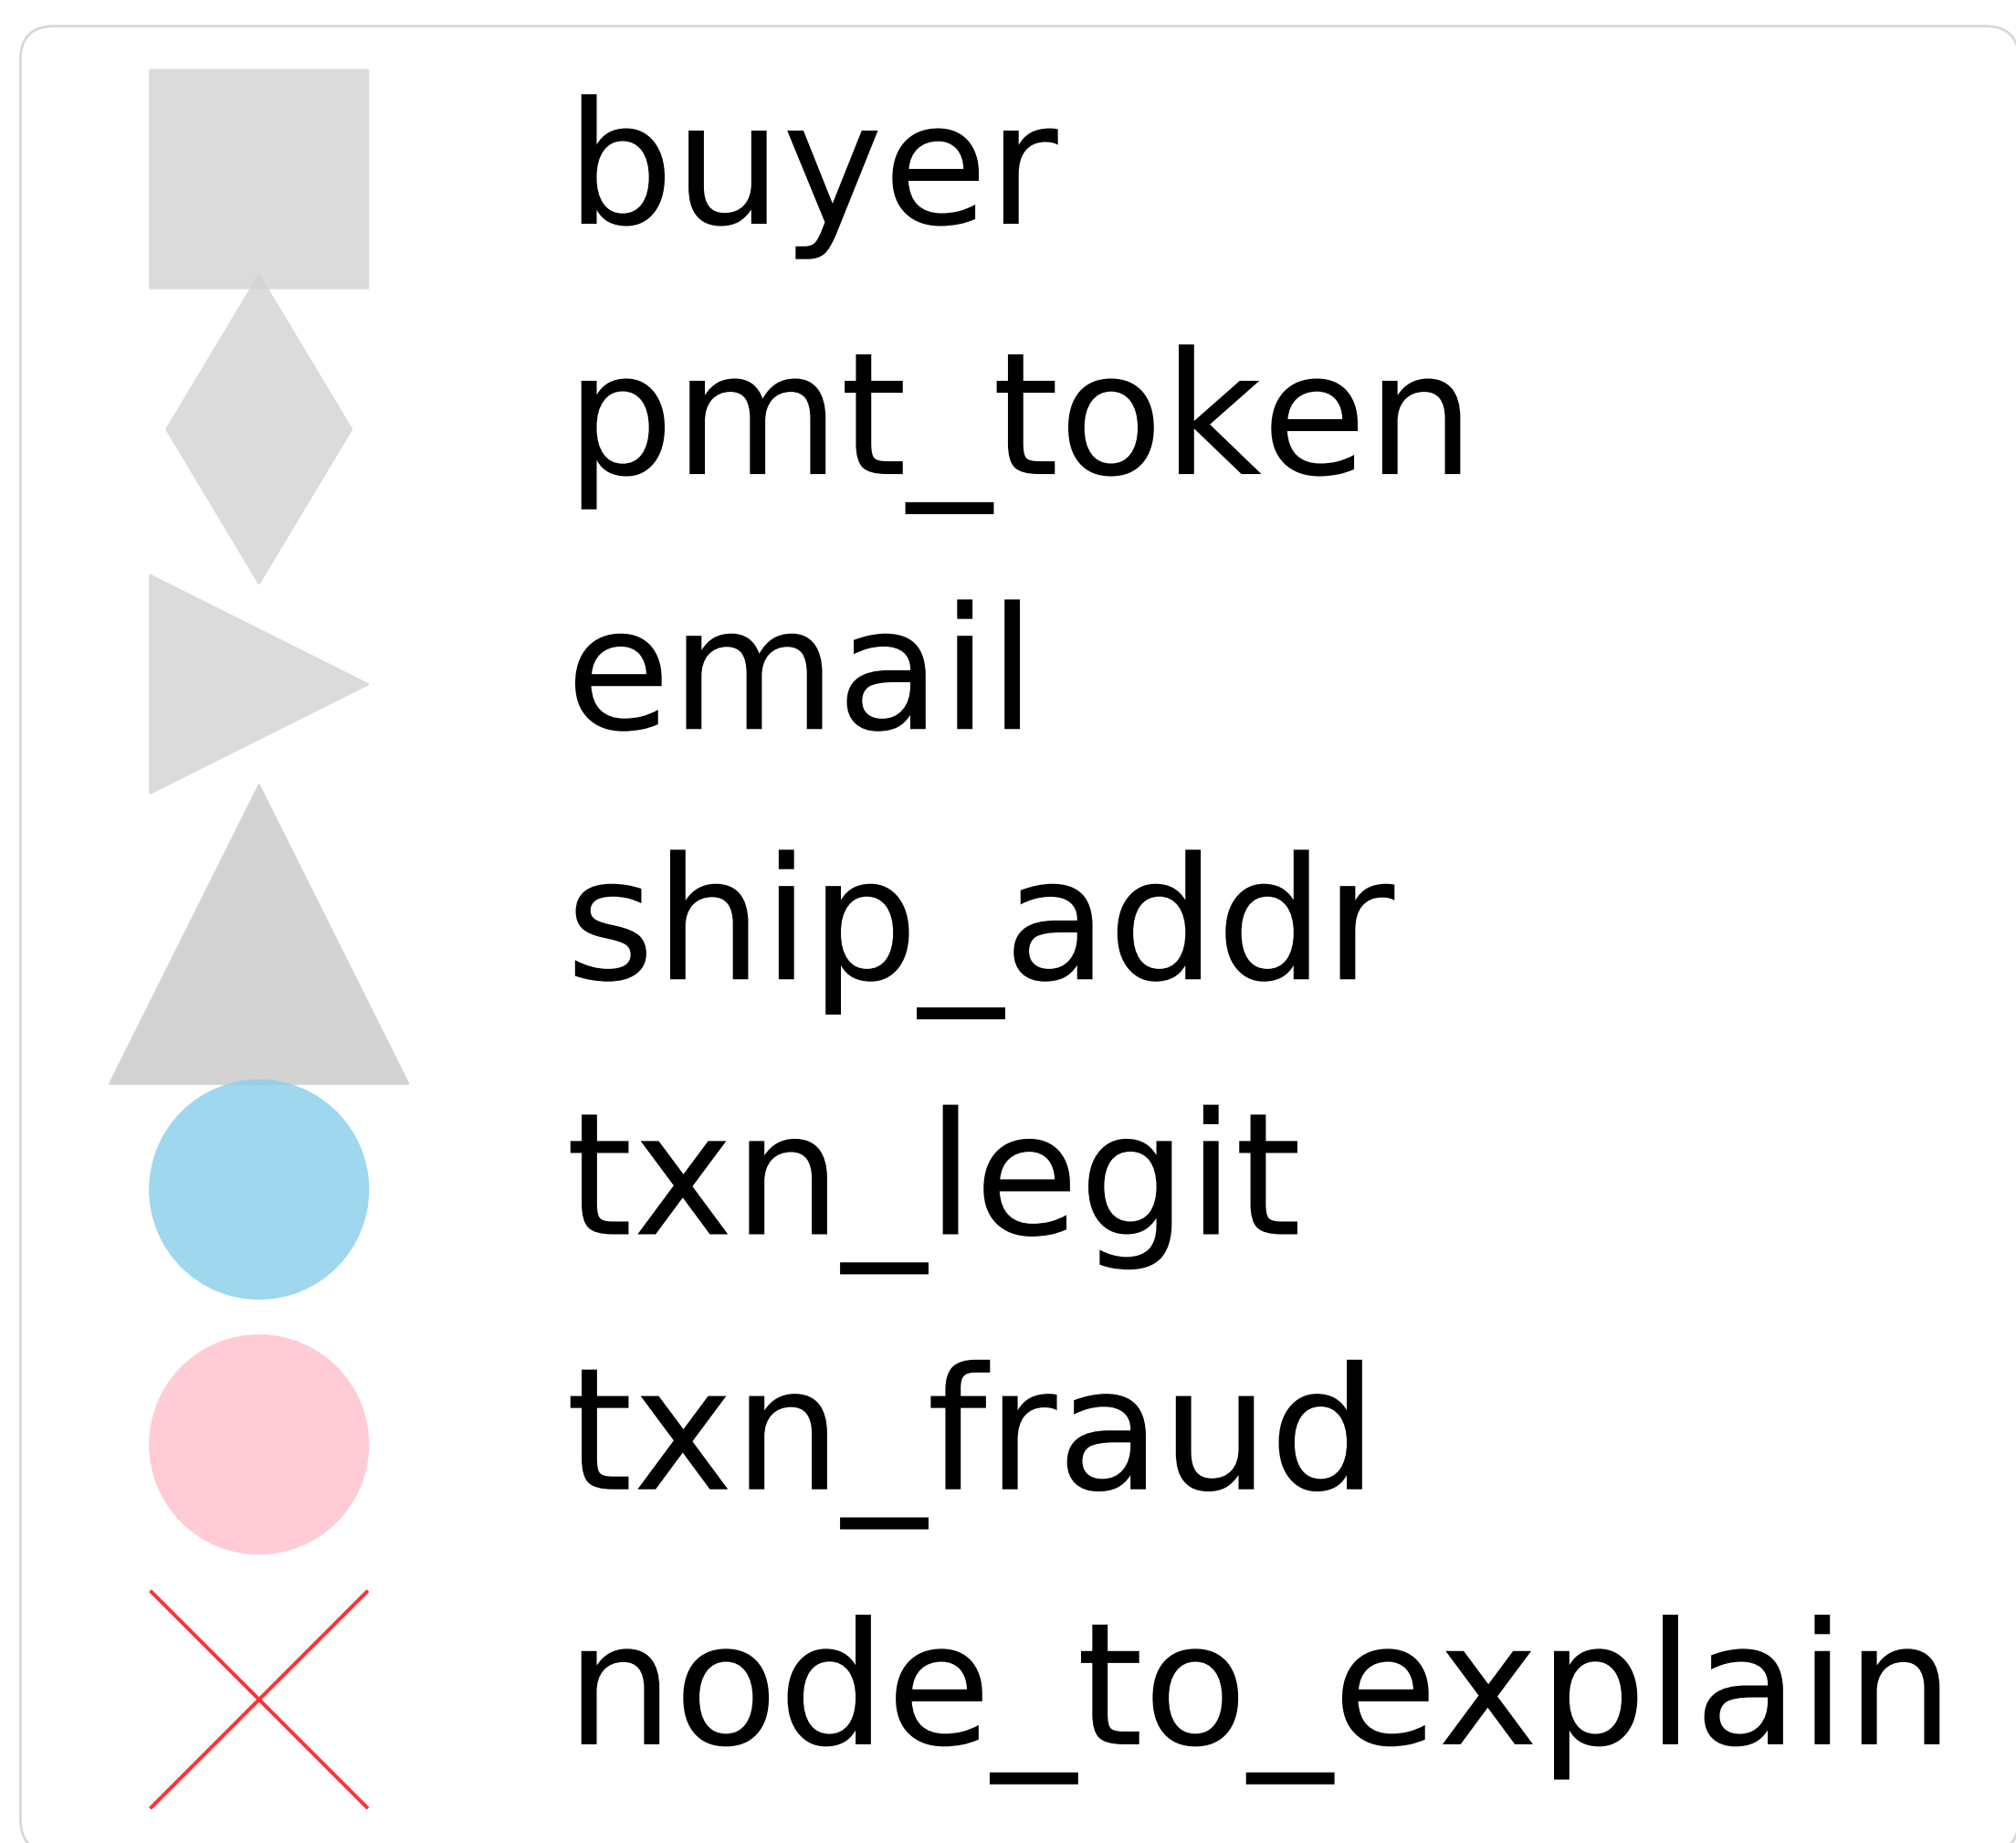 buyer
pmt_token
email
ship_addr
txn_legit
txn_fraud
node_to_explain